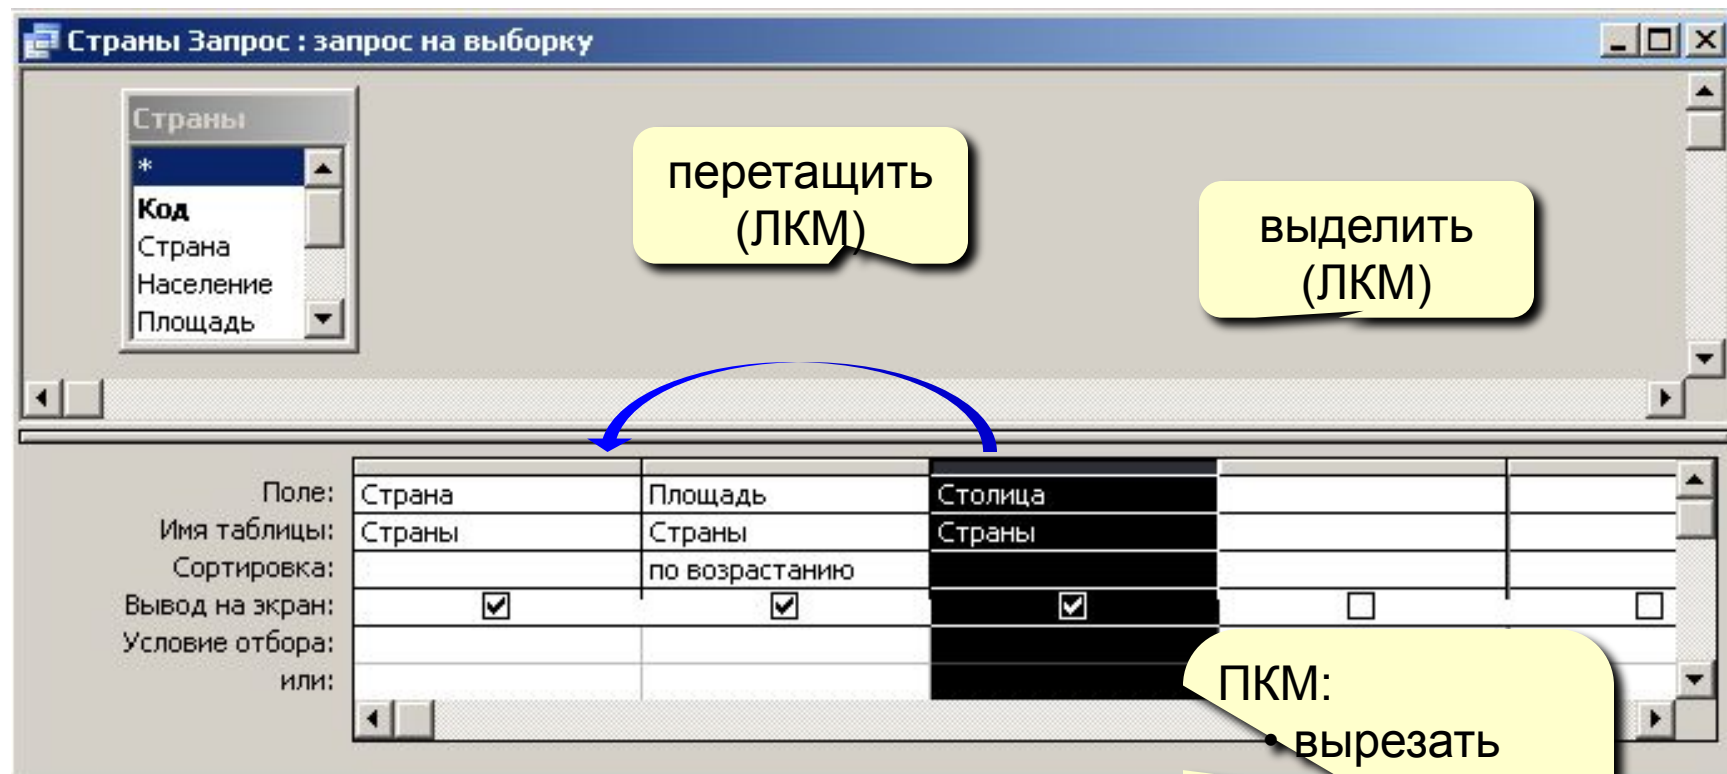 Страны Запрос : запрос на выборку
Страны
*
Код
Страна
Население
Площадь
перетащить
(ЛКМ)
выделить
(ЛКМ)
Поле: Страна Площадь Столица
Имя таблицы: Страны Страны Страны
Сортировка: по возрастанию
Вывод на экран:
Условие отбора:
или:
ПКМ:
• вырезать